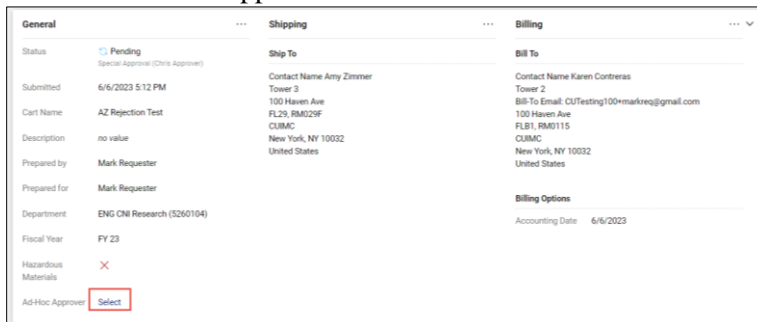 General ...
Status Pending
Special Approval (Chris Approver)
Submitted 6/6/2023 5:12 PM
Cart Name AZ Rejection Test
Description no value
Prepared by Mark Requester
Prepared for Mark Requester
Department ENG CNI Research (5260104)
Fiscal Year FY 23
Hazardous
Materials
Ad-Hoc Approver Select
Shipping ...
Ship To
Contact Name Amy Zimmer
Tower 3
100 Haven Ave
FL29, RM029F
CUIMC
New York, NY 10032
United States
Billing ...
Bill To
Contact Name Karen Contreras
Tower 2
Bill-To Email: CUTesting100+markreq@gmail.com
100 Haven Ave
FLB1, RM0115
CUIMC
New York, NY 10032
United States
Billing Options
Accounting Date 6/6/2023